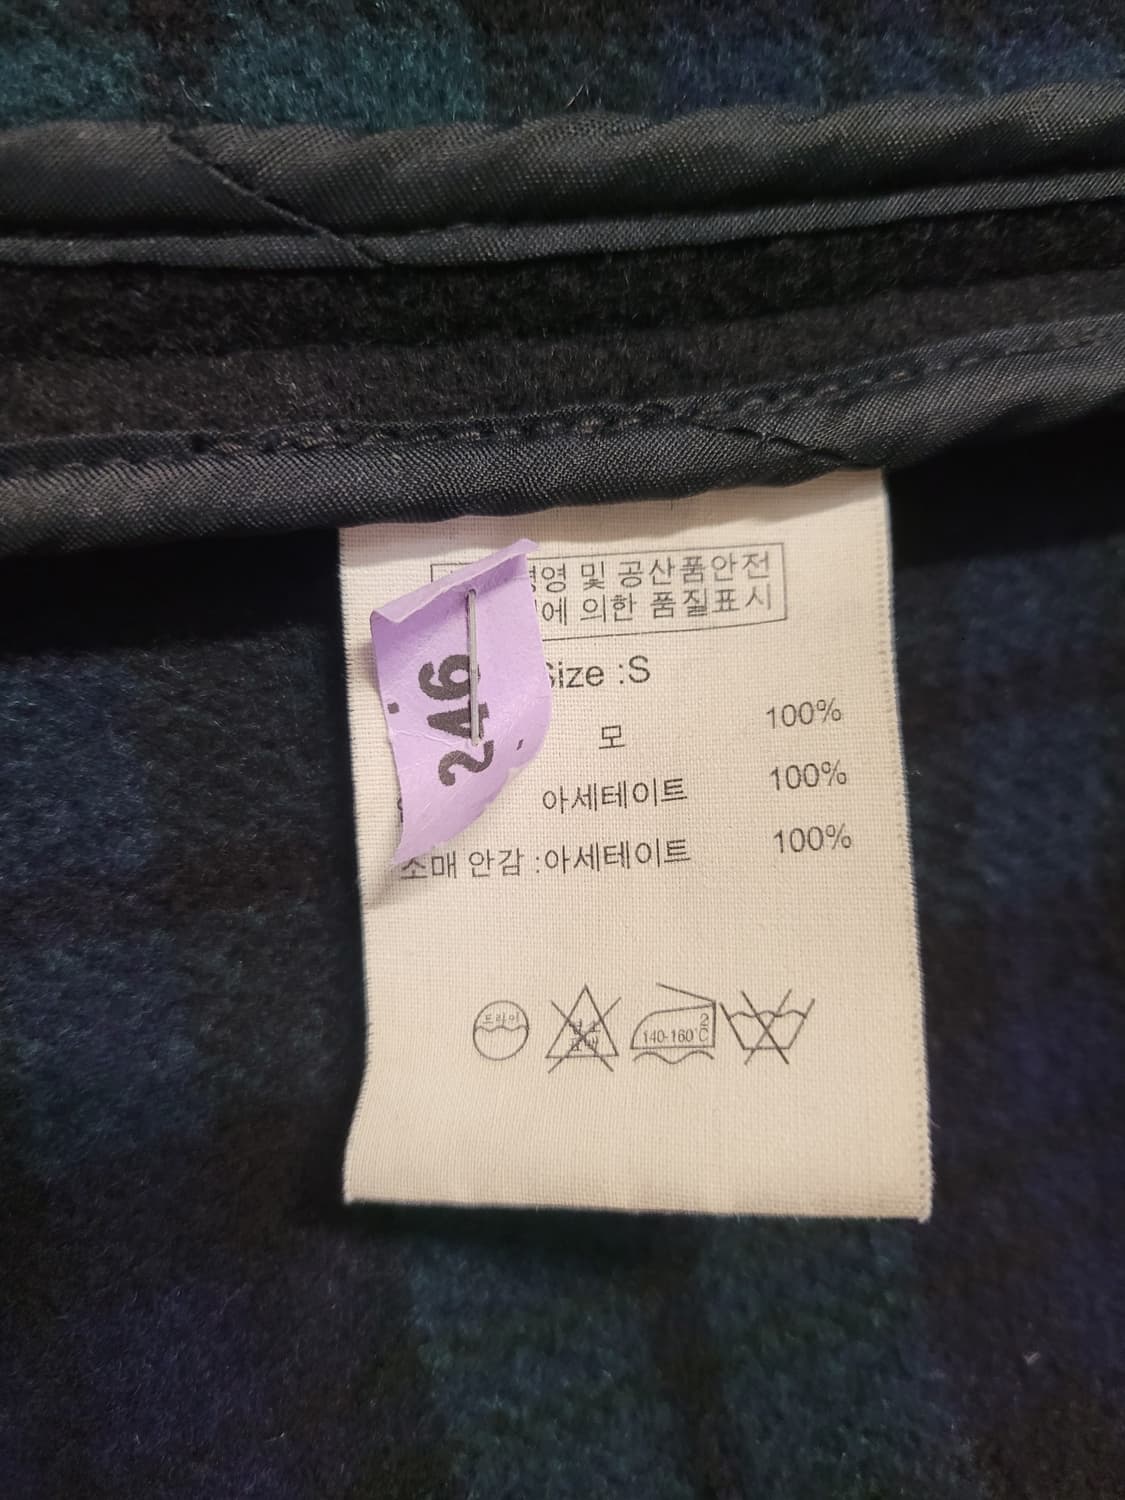 및 공산품안전
에 의한 품질표시
Size :S
모 100%
아세테이트 100%
소매 안감 :아세테이트 100%
246
드라이
140-160℃
2